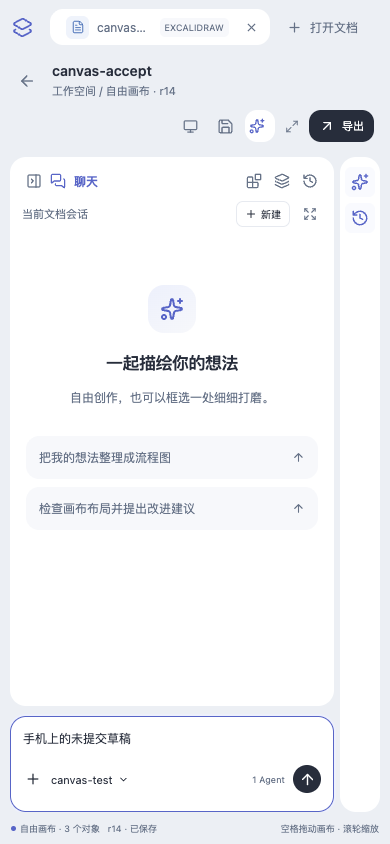 canvas...
EXCALIDRAW
打开文档
canvas-accept
工作空间 / 自由画布 · r14
导出
聊天
当前文档会话
新建
一起描绘你的想法
自由创作，也可以框选一处细细打磨。
把我的想法整理成流程图
检查画布布局并提出改进建议
手机上的未提交草稿
canvas-test
1 Agent
自由画布 · 3 个对象 r14 · 已保存
空格拖动画布 · 滚轮缩放